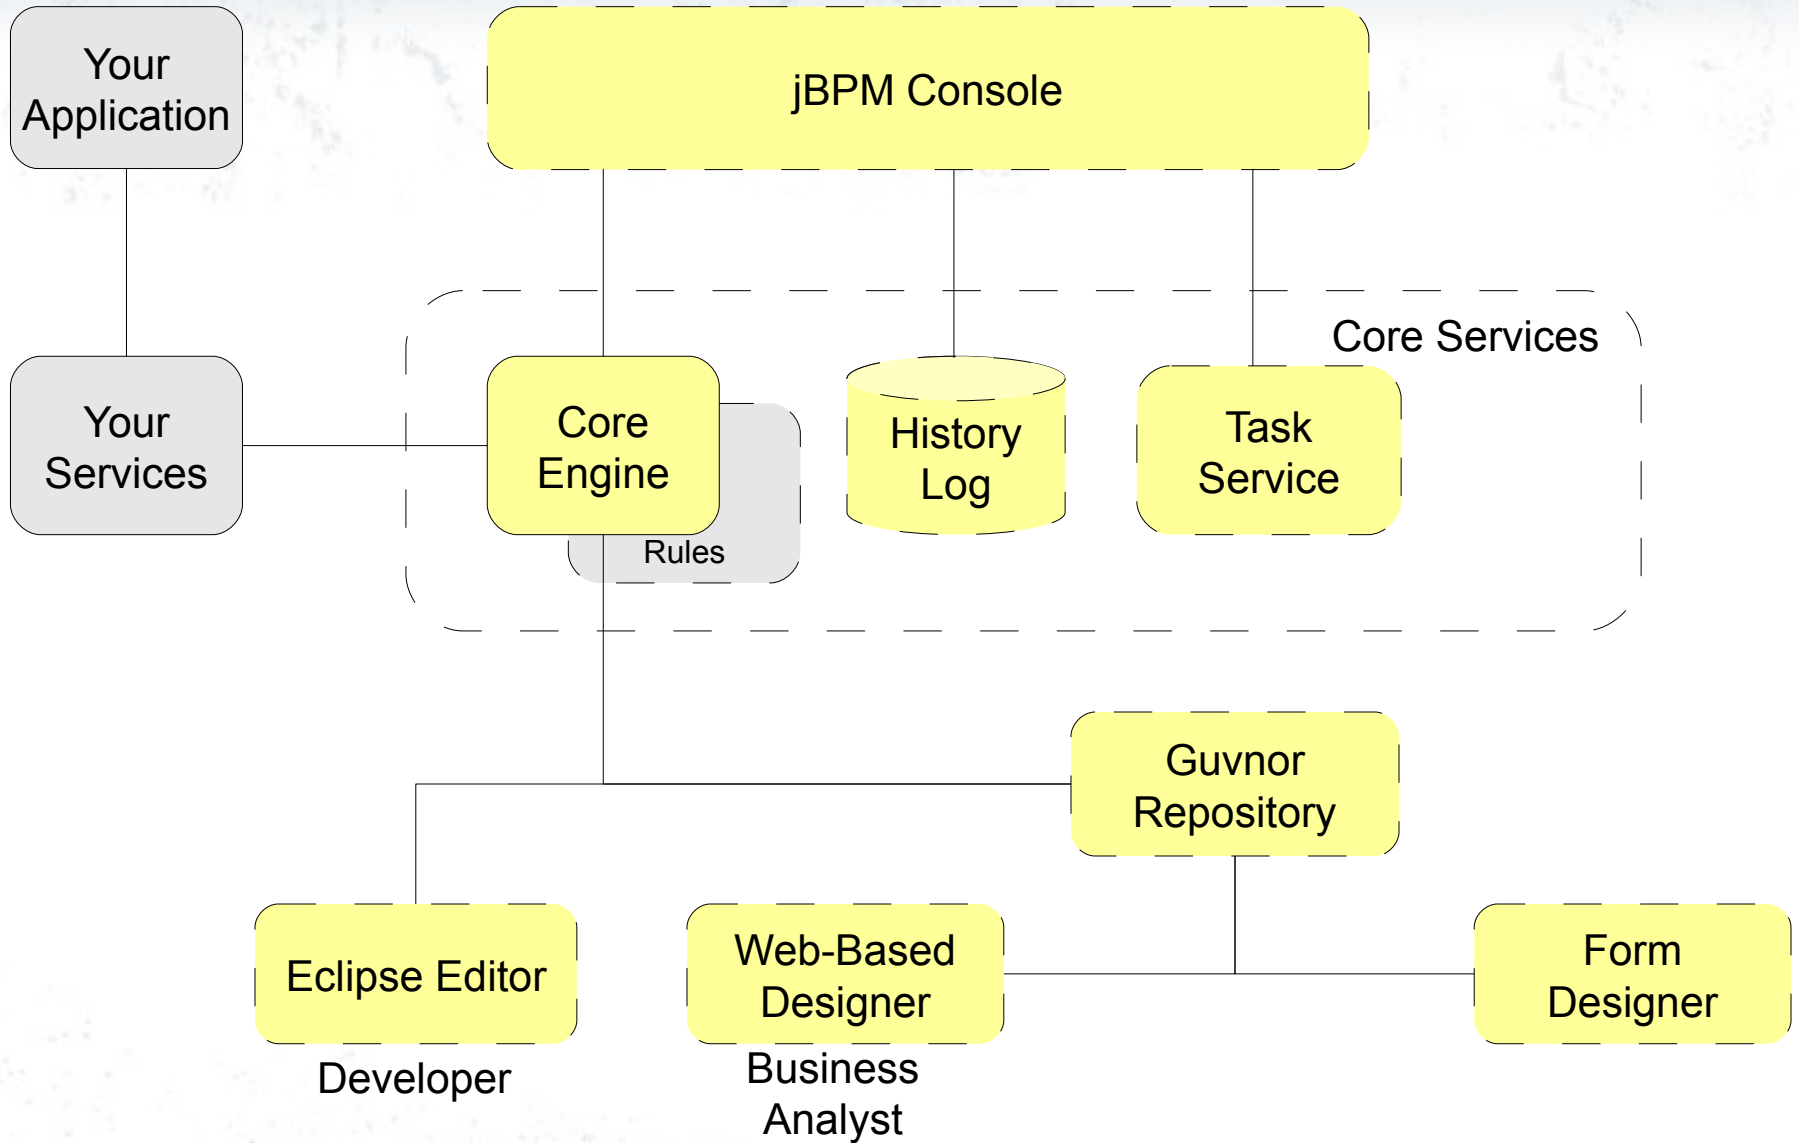 Your
Application
jBPM Console
Core Services
Your
Services
Core
Engine
Rules
History
Log
Task
Service
Guvnor
Repository
Eclipse Editor
Developer
Web-Based
Designer
Business
Analyst
Form
Designer